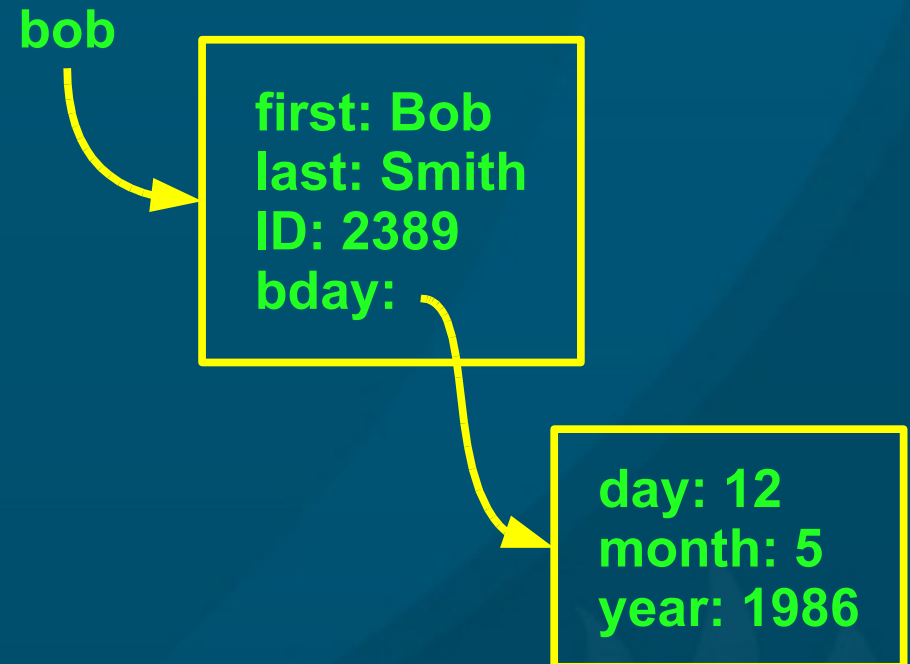 bob
first: Bob
last: Smith
ID: 2389
bday:
day: 12
month: 5
year: 1986